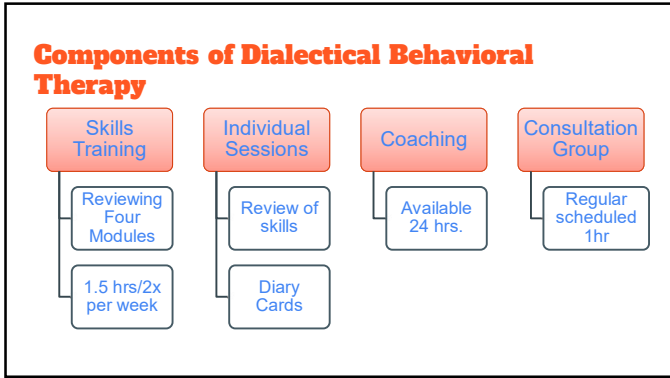 Components of Dialectical Behavioral
Therapy
Skills
Training
Reviewing
Four
Modules
1.5 hrs/2x
per week
Individual
Sessions
Review of
skills
Diary
Cards
Coaching
Available
24 hrs.
Consultation
Group
Regular
scheduled
1hr